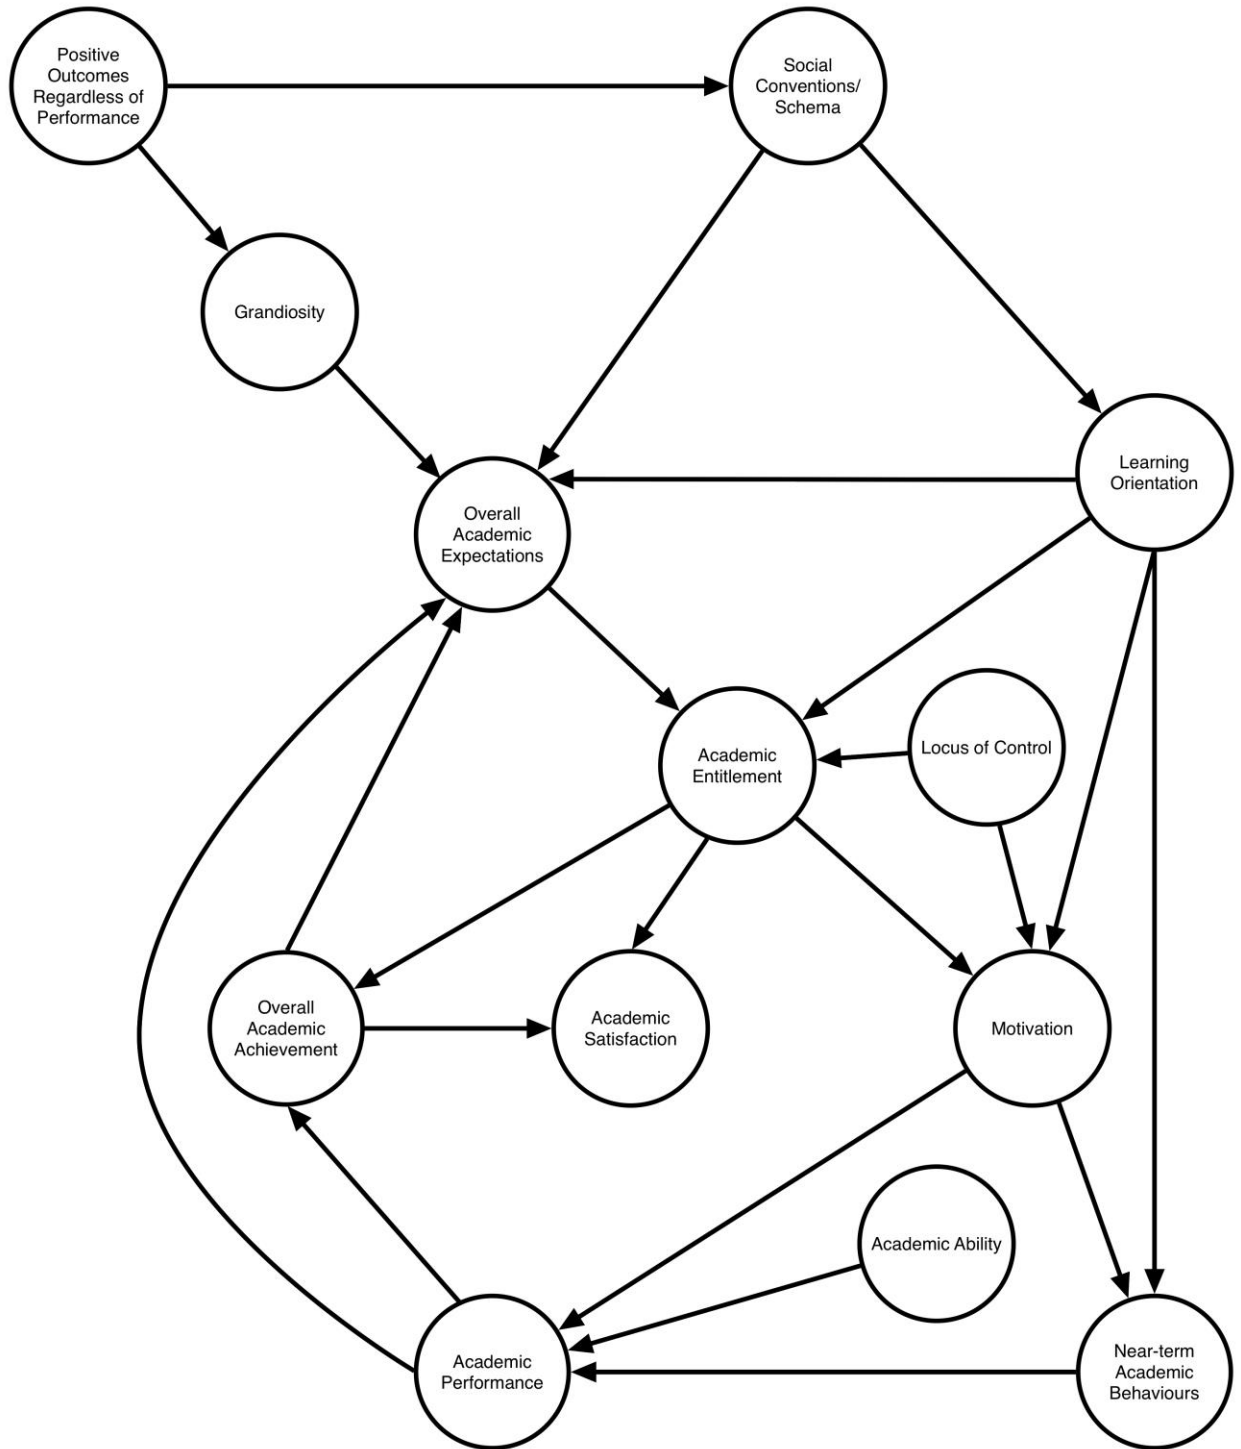 Positive
Outcomes
Regardless of
Performance
Social
Conventions/
Schema
Grandiosity
Learning
Orientation
Overall
Academic
Expectations
Academic
Entitlement
Locus of Control
Overall
Academic
Achievement
Academic
Satisfaction
Motivation
Academic Ability
Academic
Performance
Near-term
Academic
Behaviours